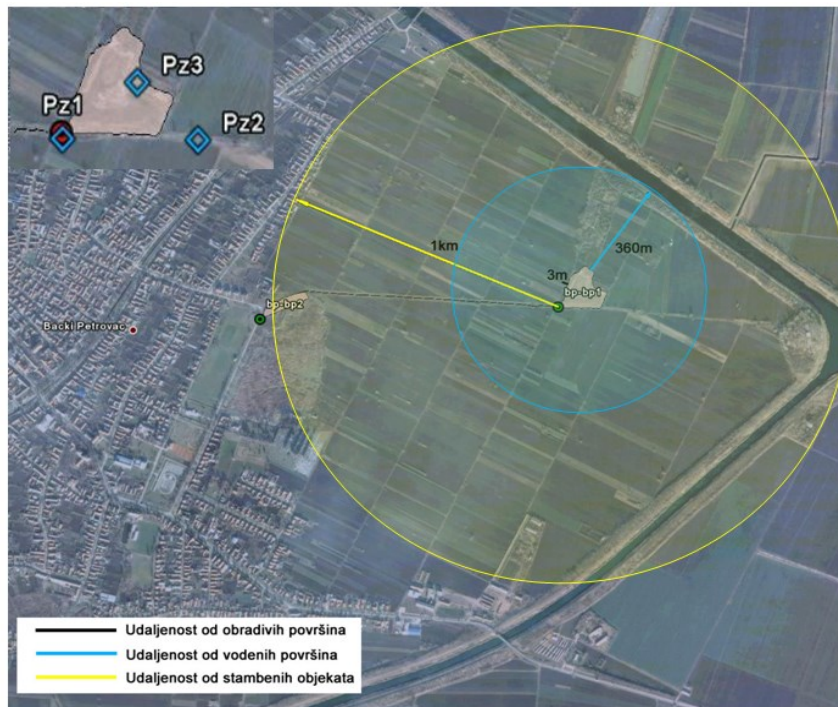 Pz3
Pz1
Pz2
1km
360m
3m
bp-bp1
bp-bp2
Backi Petrovac
Udaljenost od obradivih površina
Udaljenost od vodenih površina
Udaljenost od stambenih objekata